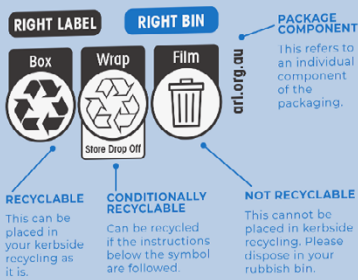 RIGHT LABEL
RIGHT BIN
Box
Wrap
Film
Store Drop Off
arl.org.au
PACKAGE
COMPONENT
This refers to
an individual
component
of the
packaging.
RECYCLABLE
This can be
placed in
your kerbside
recycling as
it is.
CONDITIONALLY
RECYCLABLE
Can be recycled
if the instructions
below the symbol
are followed.
NOT RECYCLABLE
This cannot be
placed in kerbside
recycling. Please
dispose in your
rubbish bin.